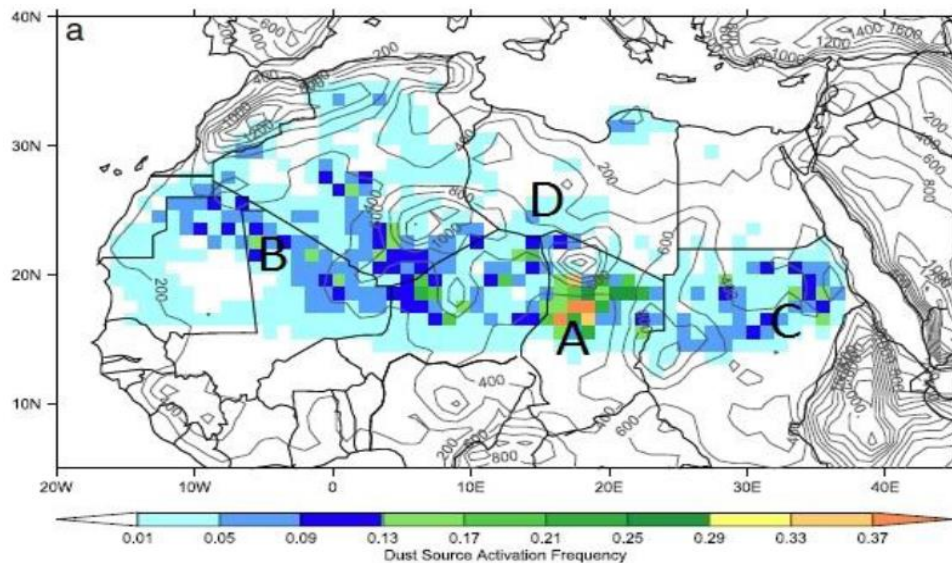 a
40N
30N
20N
10N
20W 10W 0 10E 20E 30E 40E
A
B
C
D
0.01 0.05 0.09 0.13 0.17 0.21 0.25 0.29 0.33 0.37
Dust Source Activation Frequency
200
400
600
800
1000
1200
1400
1600